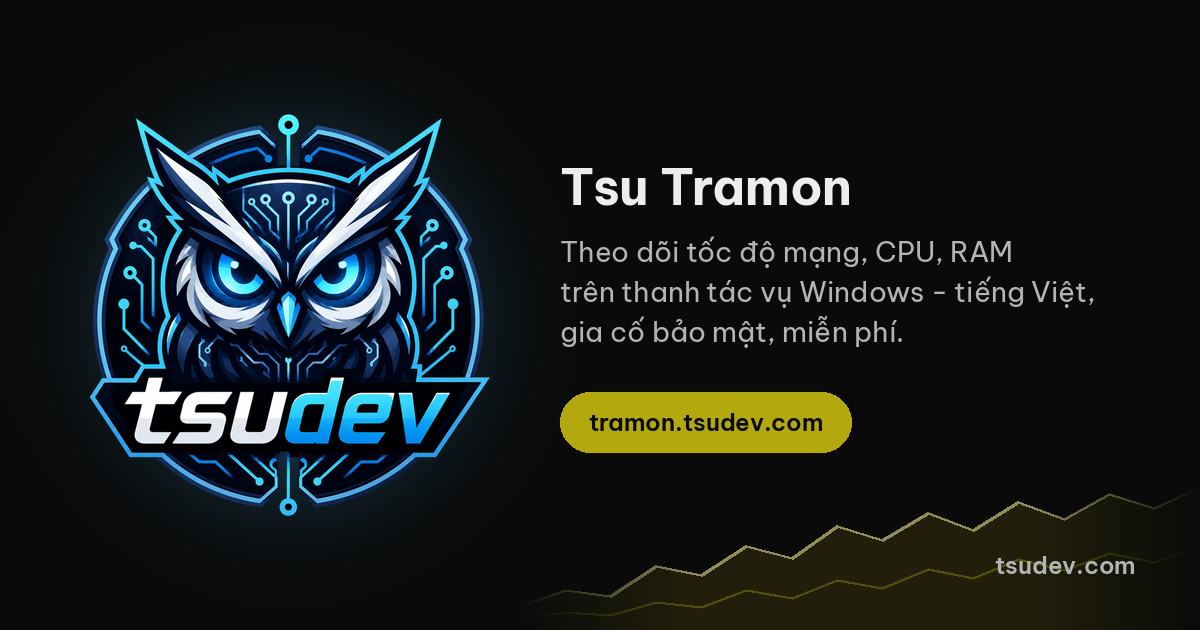 tsudev
Tsu Tramon
Theo dõi tốc độ mạng, CPU, RAM
trên thanh tác vụ Windows - tiếng Việt,
gia cố bảo mật, miễn phí.
tramon.tsudev.com
tsudev.com